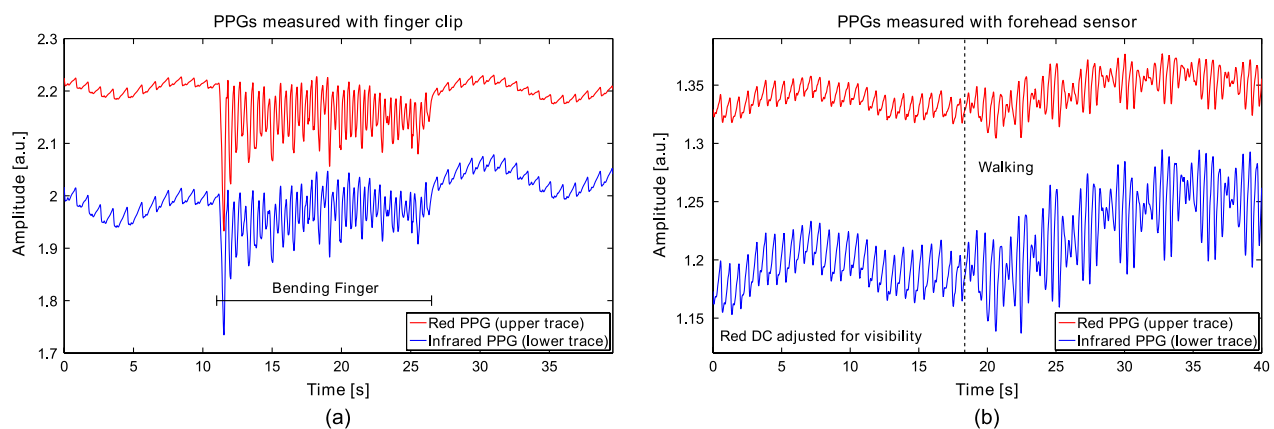 PPGs measured with finger clip
2.3
2.2
2.1
2
1.9
1.8
1.7
Amplitude [a.u.]
Bending Finger
Red PPG (upper trace)
Infrared PPG (lower trace)
0 5 10 15 20 25 30 35
Time [s]
(a)
PPGs measured with forehead sensor
1.35
1.3
1.25
1.2
1.15
Amplitude [a.u.]
Walking
Red DC adjusted for visibility
Red PPG (upper trace)
Infrared PPG (lower trace)
0 5 10 15 20 25 30 35 40
Time [s]
(b)